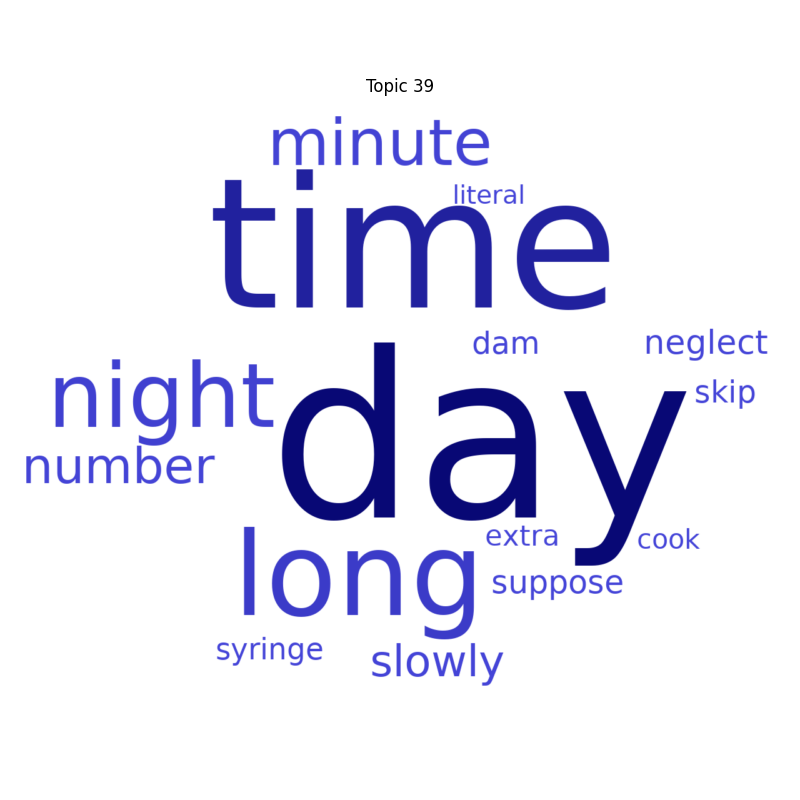 Topic 39
minute
literal
time
dam
neglect
night
skip
day
number
extra
cook
long
suppose
syringe
slowly